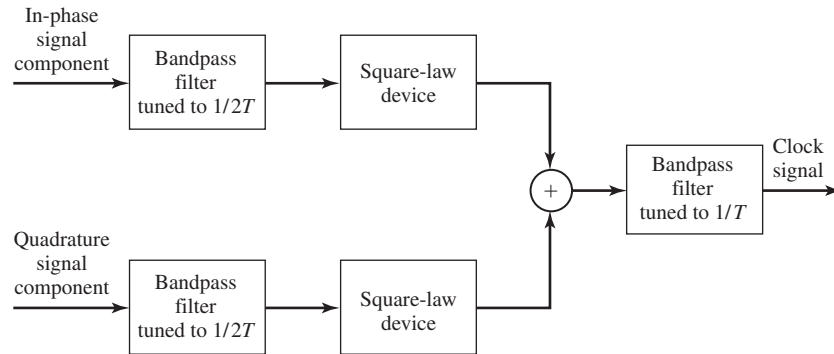 In-phase
signal
component
Bandpass
filter
tuned to 1/2T
Square-law
device
+
Bandpass
filter
tuned to 1/T
Clock
signal
Quadrature
signal
component
Bandpass
filter
tuned to 1/2T
Square-law
device